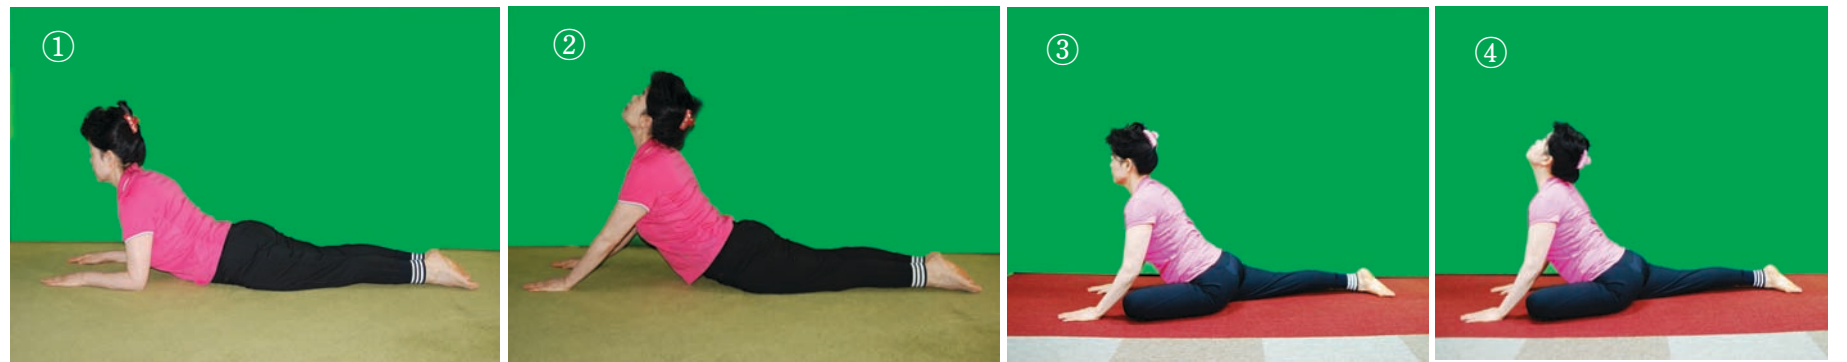 ① ② ③ ④